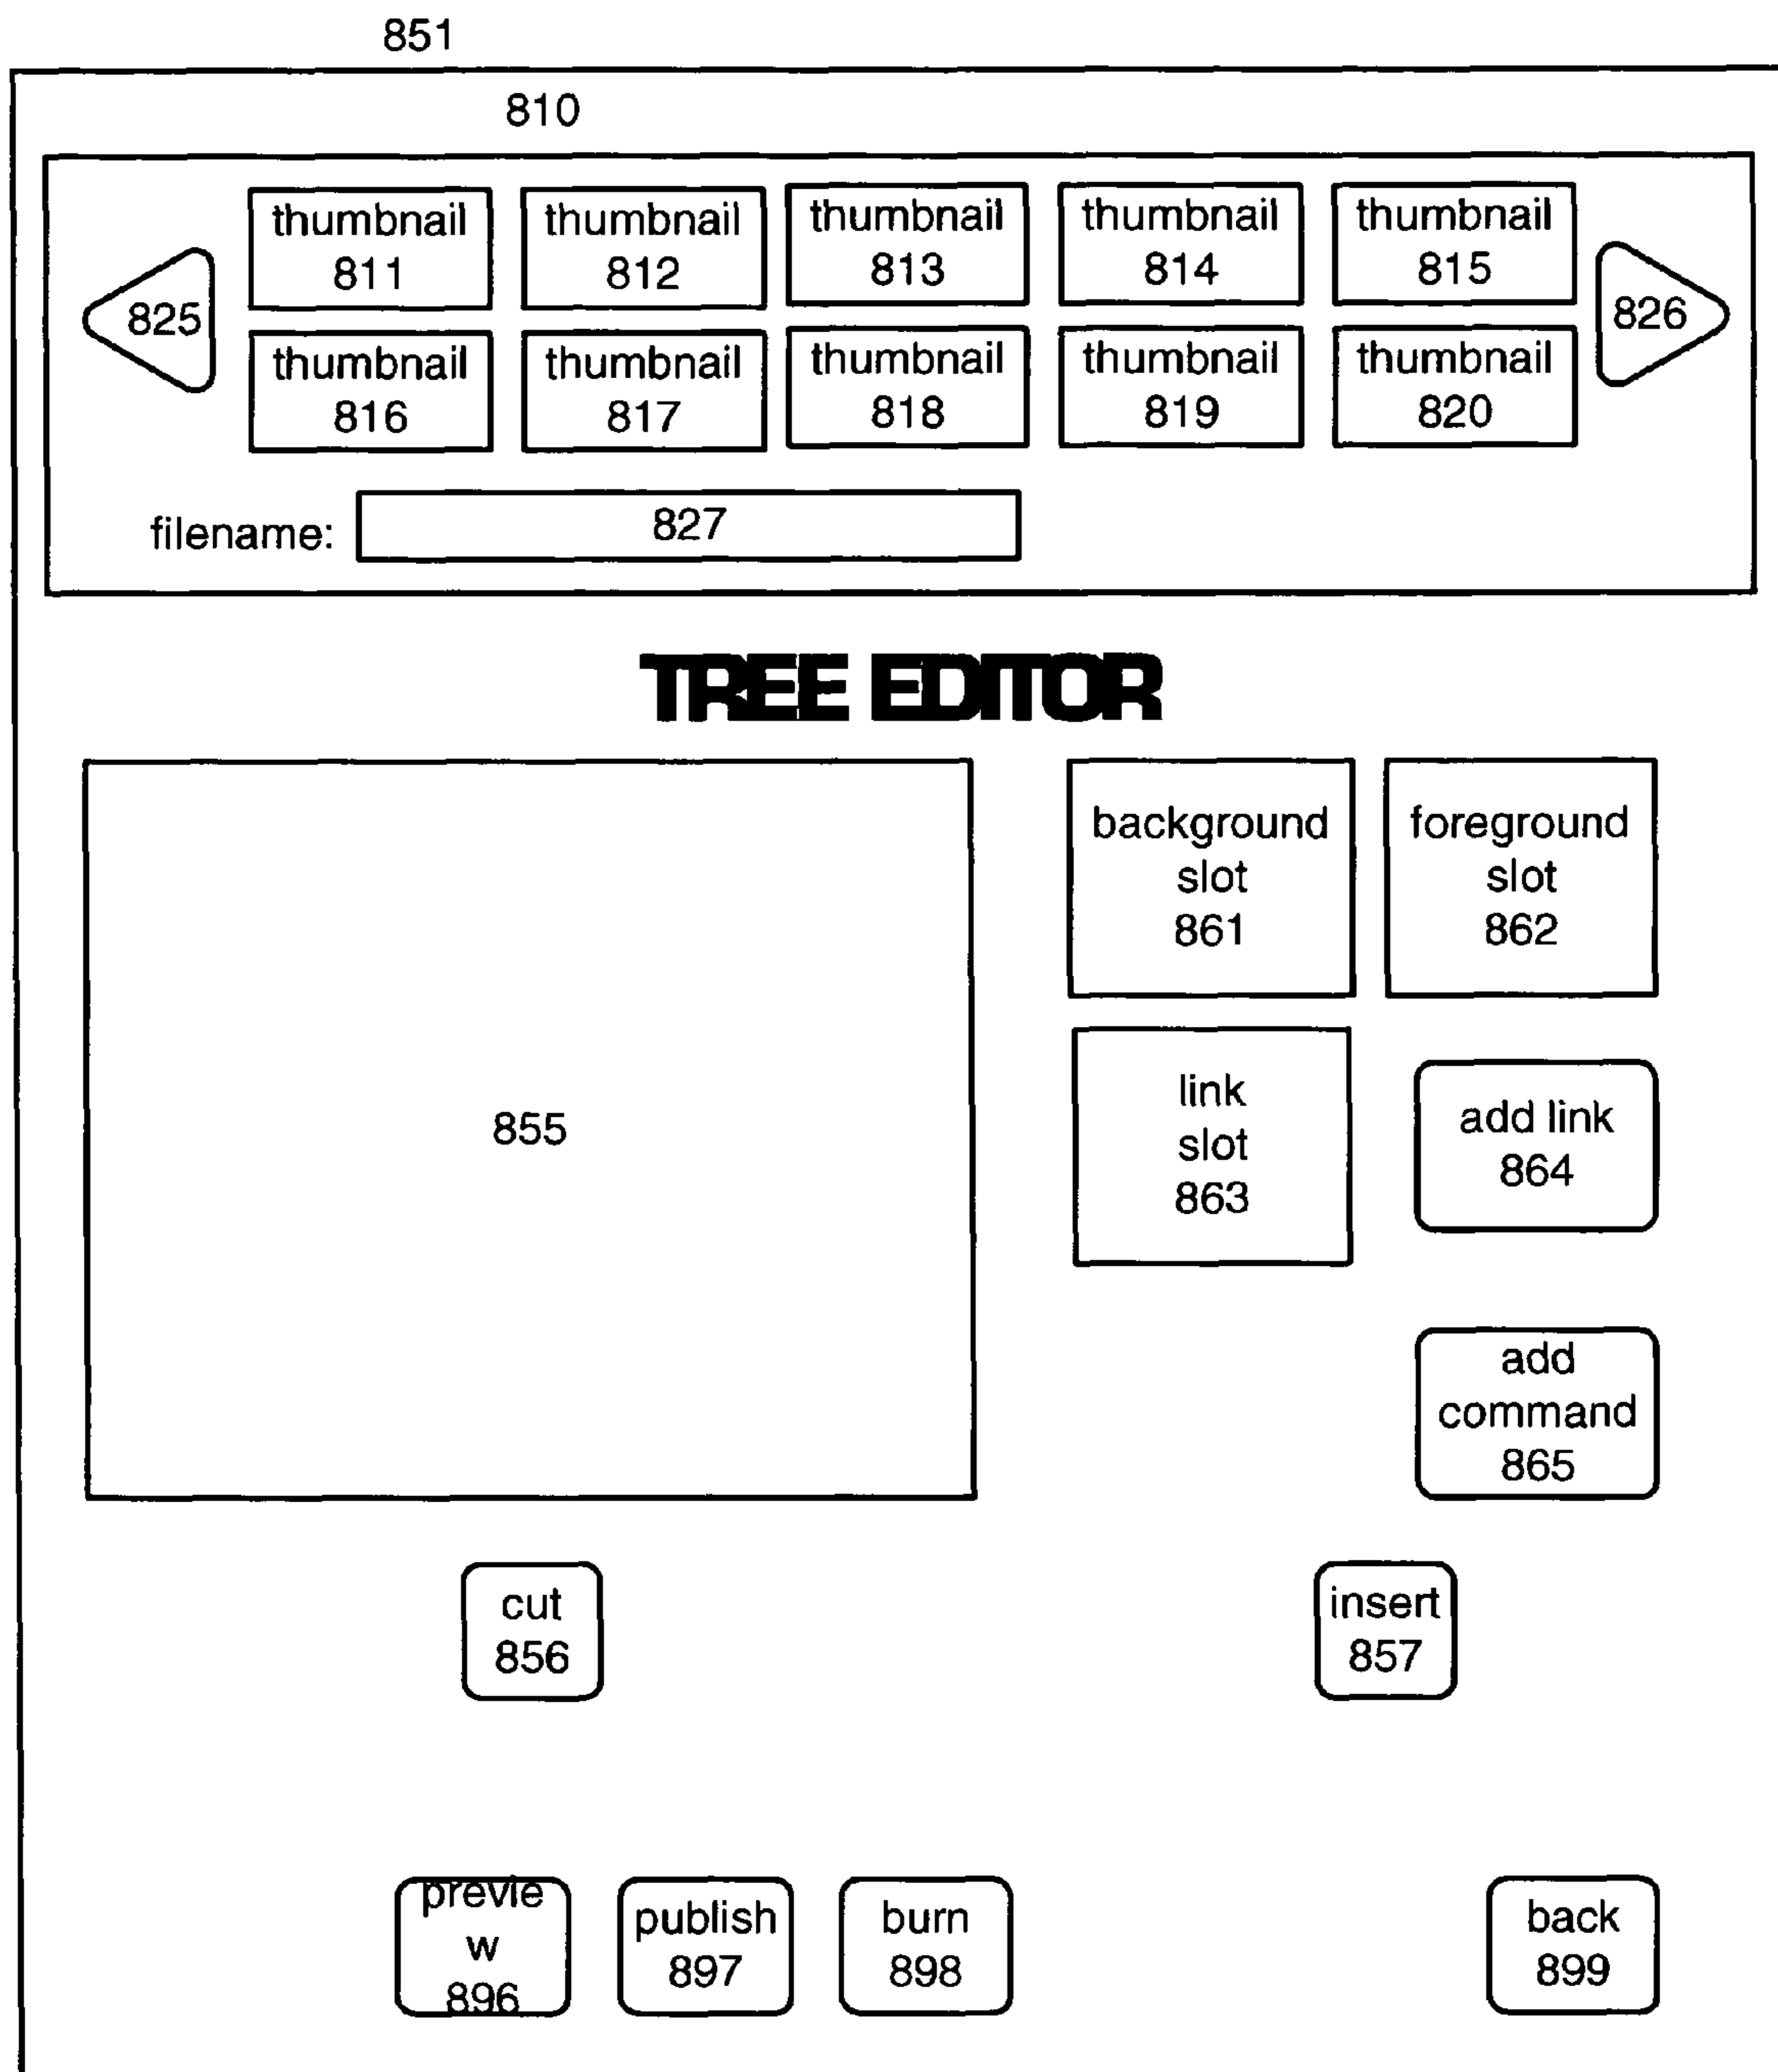 851
810
thumbnail
811
thumbnail
812
thumbnail
813
thumbnail
814
thumbnail
815
825
826
thumbnail
816
thumbnail
817
thumbnail
818
thumbnail
819
thumbnail
820
filename:
827
TREE EDITOR
855
background
slot
861
foreground
slot
862
link
slot
863
add link
864
add
command
865
cut
856
insert
857
previe
w
896
publish
897
burn
898
back
899